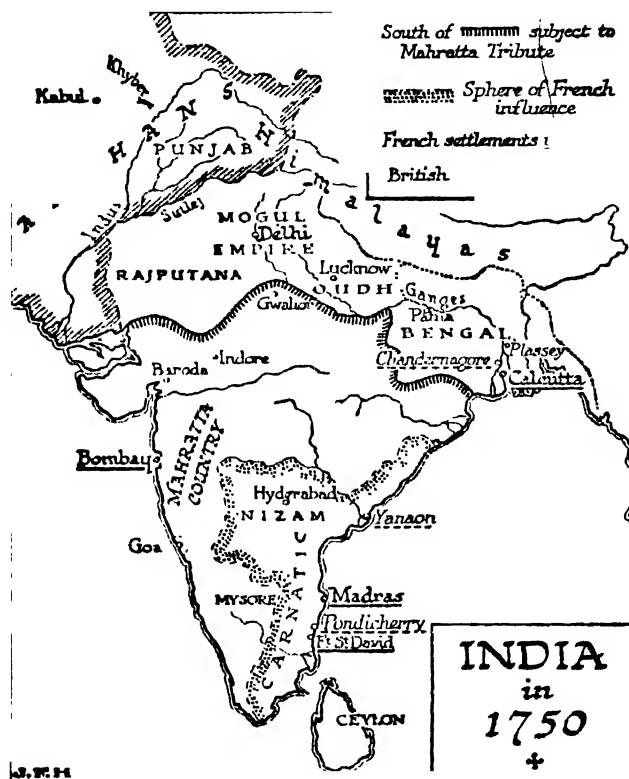 South of subject to
Mahratta Tribute
Sphere of French
influence
French settlements
British
Kabul
Khyber
AFGHANS
PUNJAB
Himalayas
Indus
Sutlej
MOGUL
EMPIRE
Delhi
RAJPUTANA
Lucknow
OUDH
Gwalior
Ganges
Patna
BENGAL
Plassey
Chandernagore
Calcutta
Baroda
Indore
MAHRATTA
COUNTRY
Bombay
Hyderabad
NIZAM
Yanaon
Goa
CARNATIC
MYSORE
Madras
Pondicherry
Ft. St. David
CEYLON
INDIA
in
1750
J.F.H